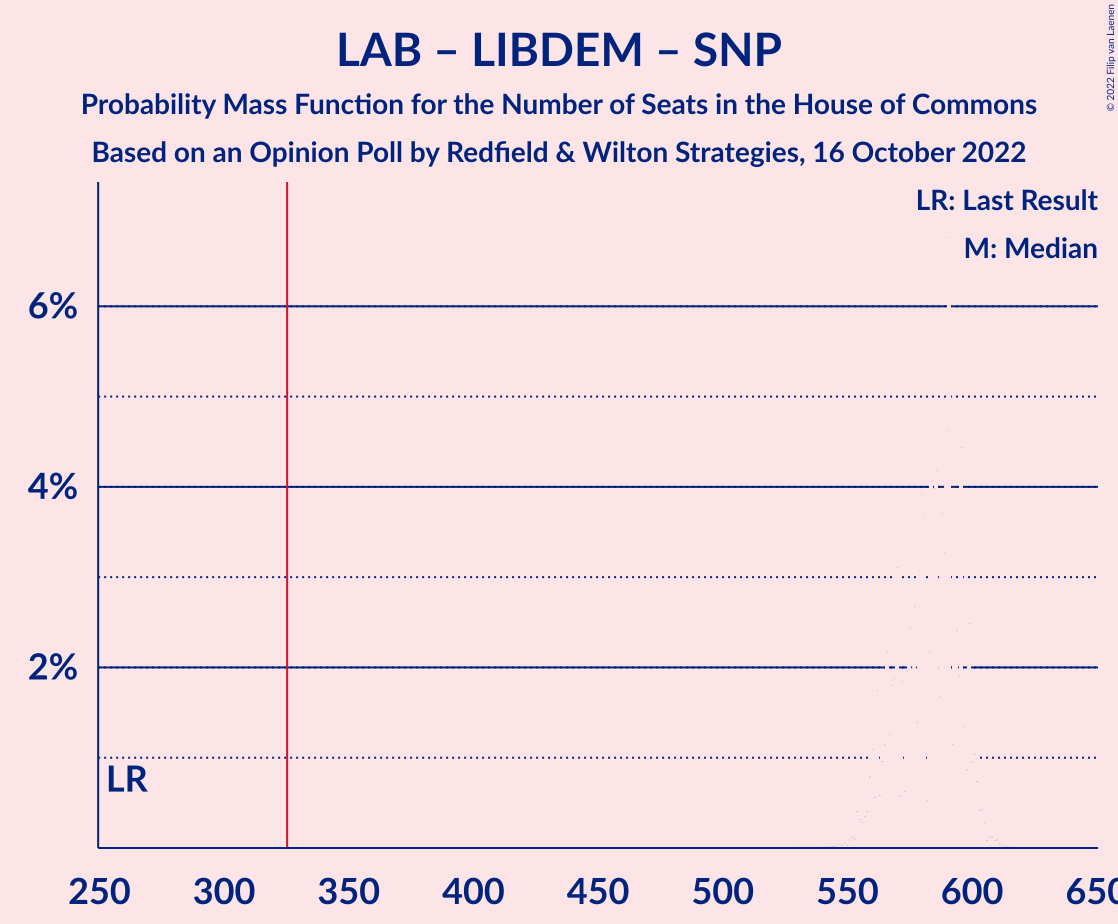 LAB – LIBDEM – SNP
Probability Mass Function for the Number of Seats in the House of Commons
Based on an Opinion Poll by Redfield & Wilton Strategies, 16 October 2022
© 2022 Filip van Laenen
LR: Last Result
M: Median
6%
4%
2%
LR
250 300 350 400 450 500 550 600 650